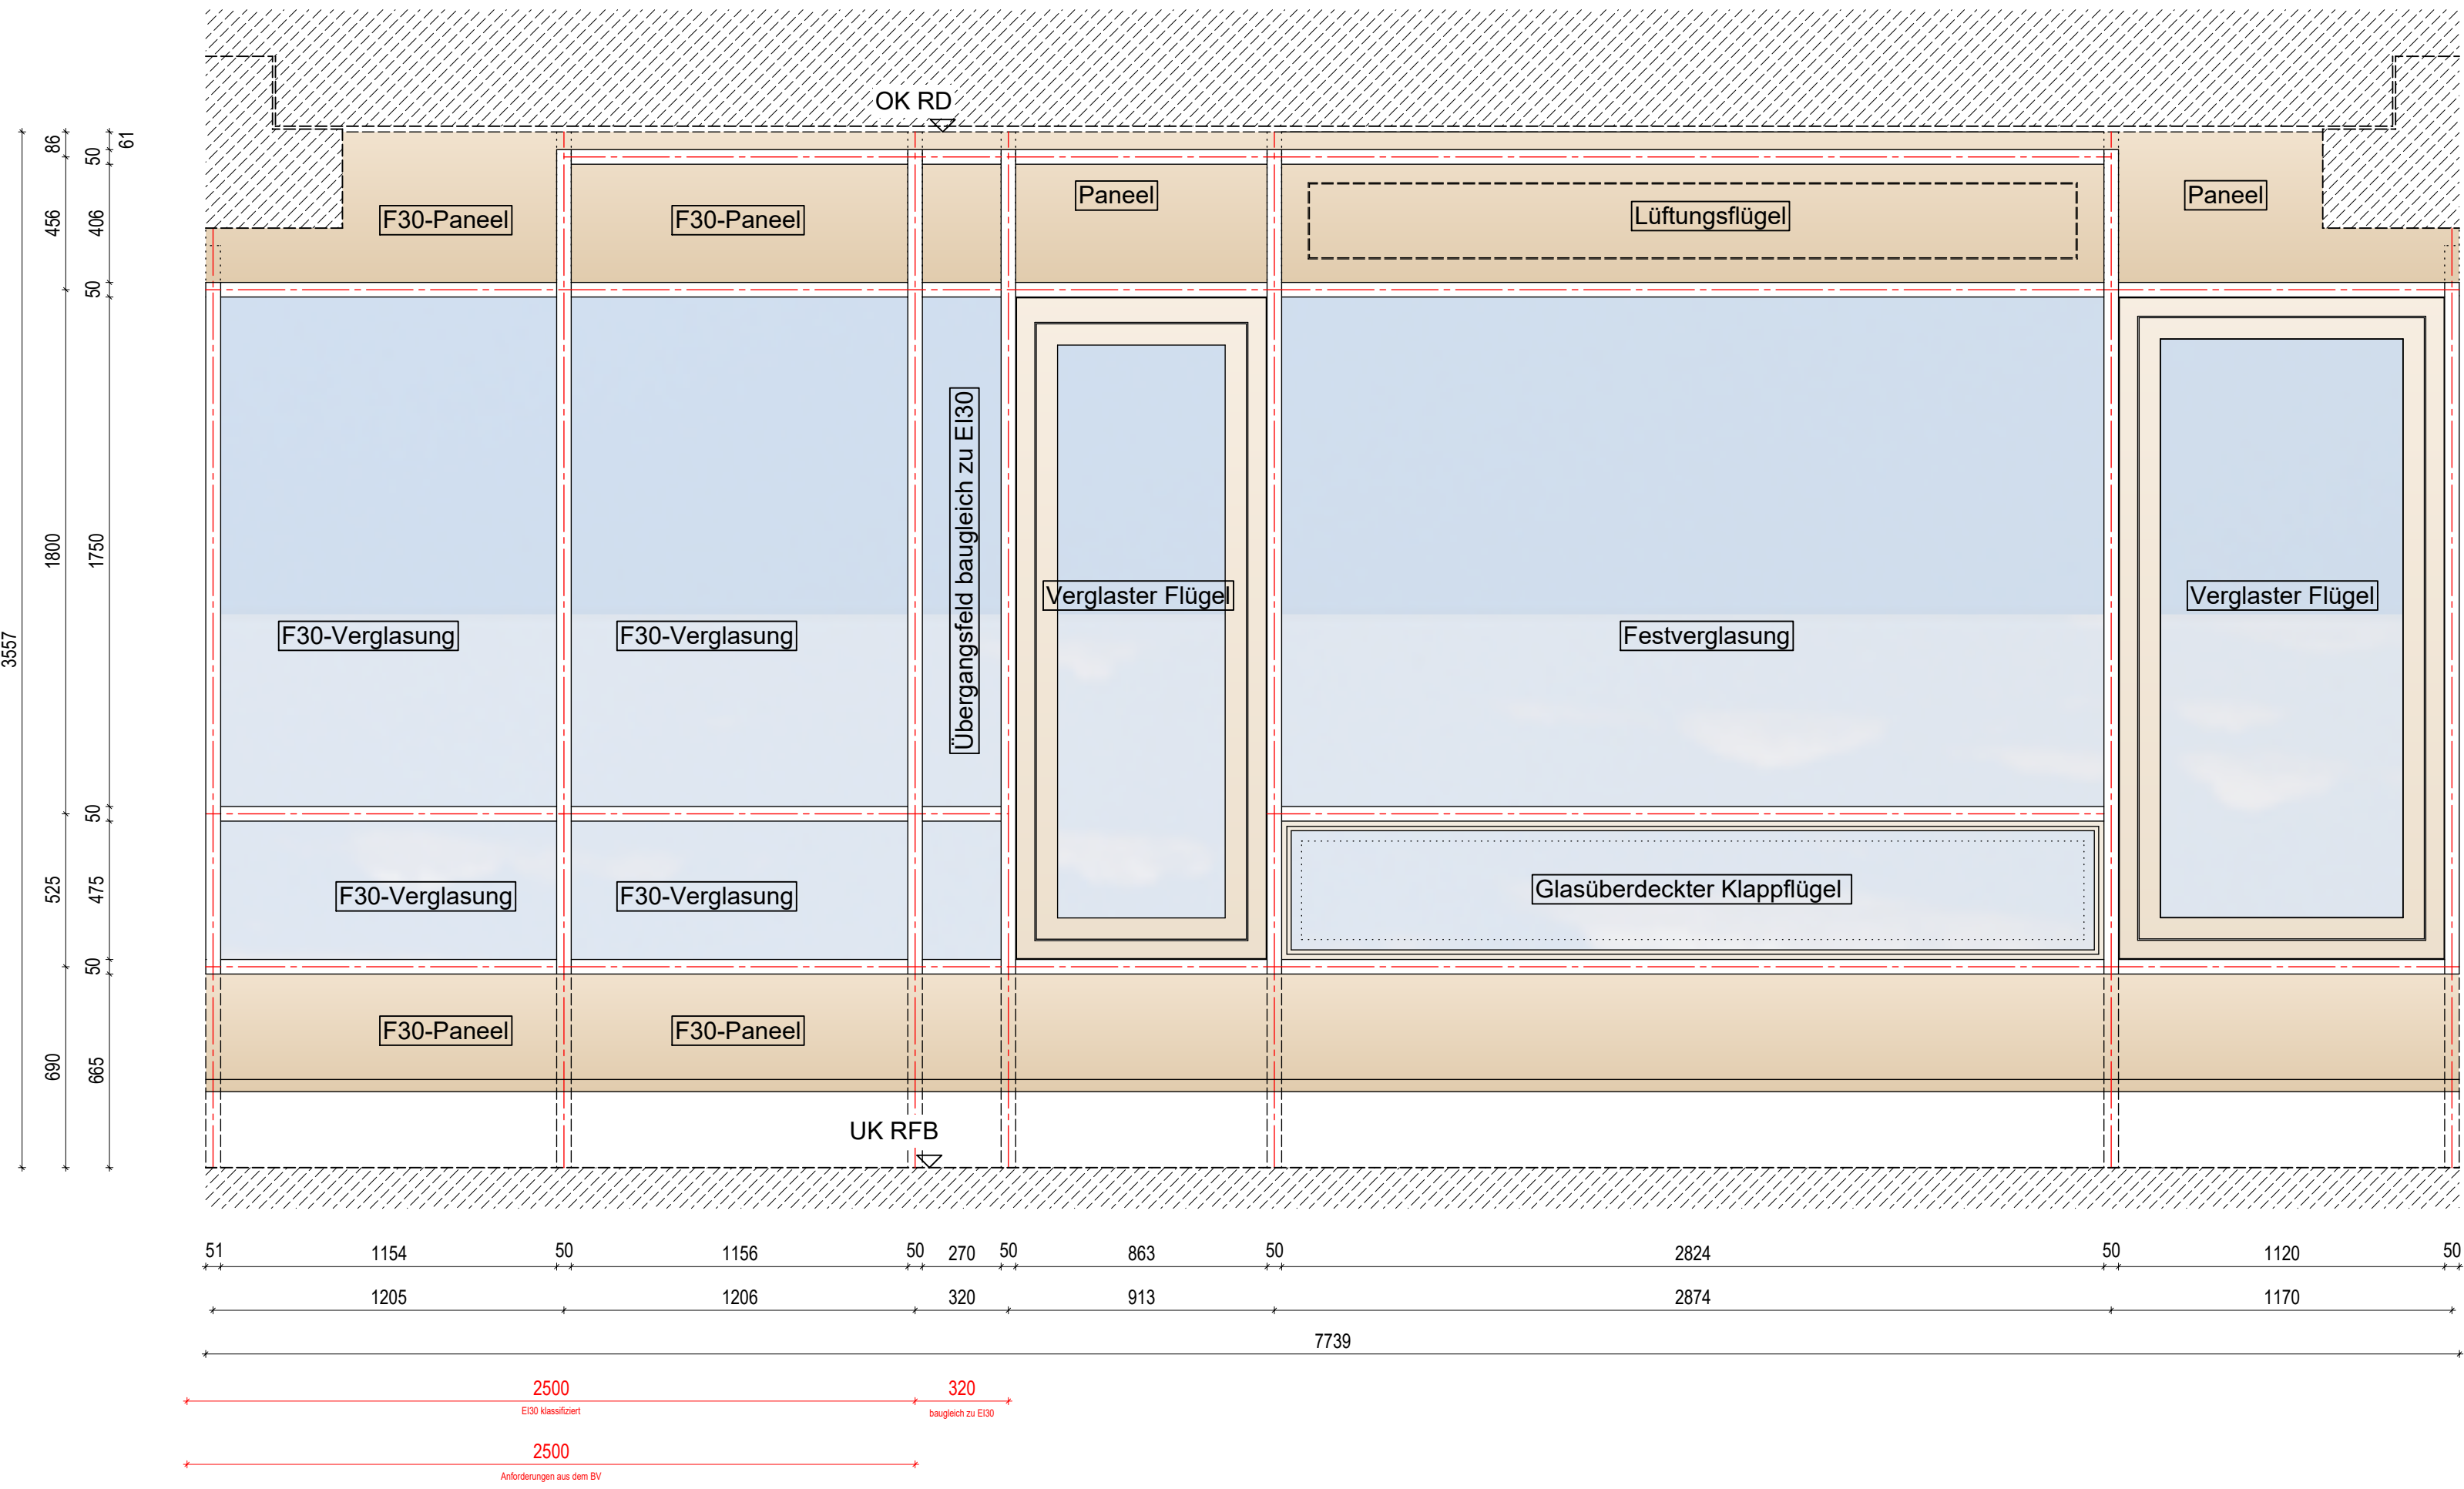 OK RD
86
50
61
456
406
50
F30-Paneel
F30-Paneel
Paneel
Lüftungsflügel
Paneel
1800
1750
3557
Übergangsfeld baugleich zu EI30
Verglaster Flügel
Verglaster Flügel
F30-Verglasung
F30-Verglasung
Festverglasung
50
525
475
F30-Verglasung
F30-Verglasung
Glasüberdeckter Klappflügel
50
F30-Paneel
F30-Paneel
690
665
UK RFB
51 1154 50 1156 50 270 50 863 50 2824 50 1120 50
1205 1206 320 913 2874 1170
7739
2500 320
EI30 klassifiziert baugleich zu EI30
2500
Anforderungen aus dem BV